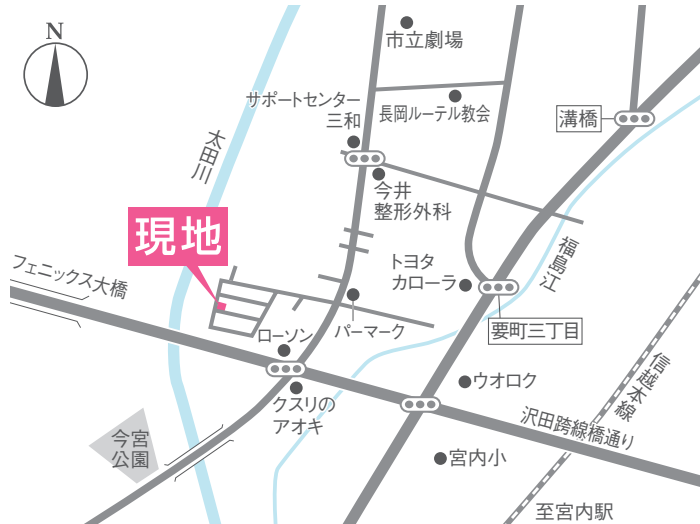 N
市立劇場
サポートセンター
三和
長岡ルーテル教会
溝橋
太田川
今井
整形外科
現地
福島江
トヨタ
カローラ
フェニックス大橋
ローソン
パーマーク
要町三丁目
信越本線
クスリの
アオキ
ウオロク
沢田跨線橋通り
今宮
公園
宮内小
至宮内駅